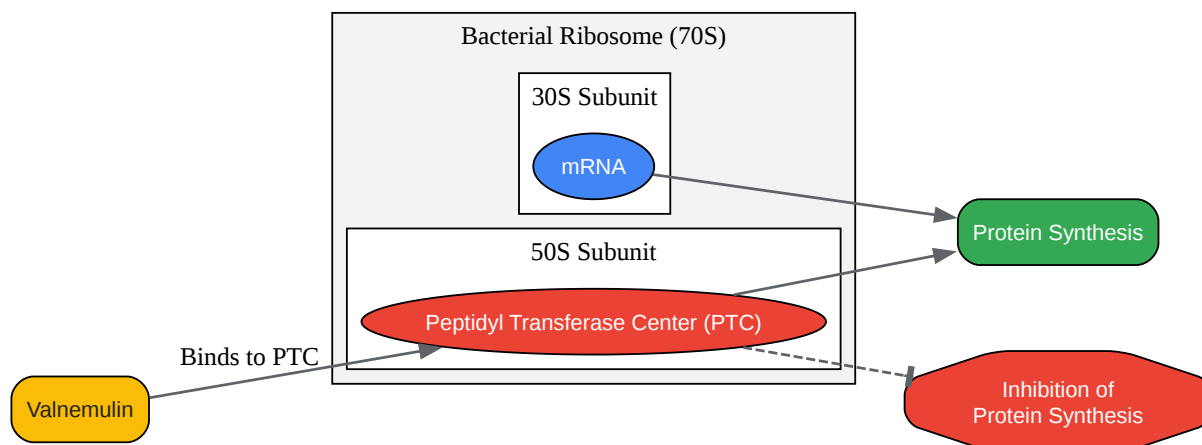 Bacterial Ribosome (70S)
30S Subunit
mRNA
Protein Synthesis
50S Subunit
Peptidyl Transferase Center (PTC)
Binds to PTC
Valnemulin
Inhibition of
Protein Synthesis